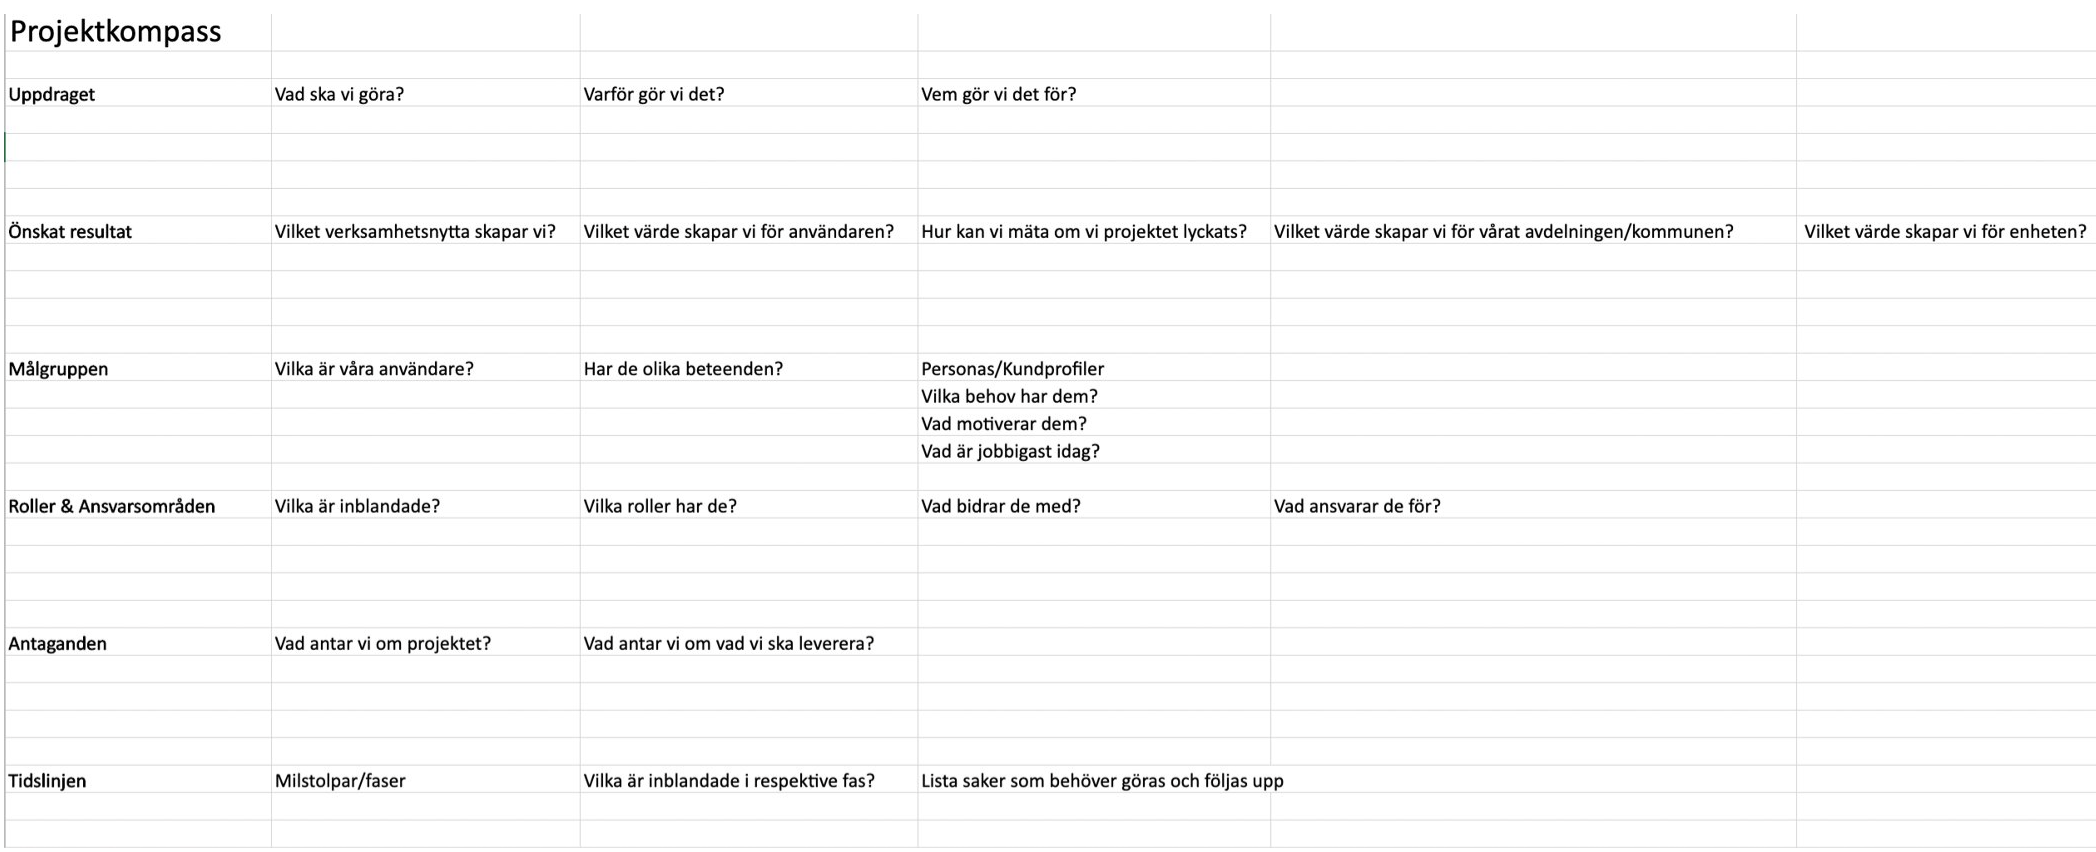 Projektkompass
Uppdraget Vad ska vi göra? Varför gör vi det? Vem gör vi det för?
Önskat resultat Vilket verksamhetsnytta skapar vi? Vilket värde skapar vi för användaren? Hur kan vi mäta om vi projektet lyckats? Vilket värde skapar vi för vårat avdelningen/kommunen? Vilket värde skapar vi för enheten?
Målgruppen Vilka är våra användare? Har de olika beteenden? Personas/Kundprofiler
Vilka behov har dem?
Vad motiverar dem?
Vad är jobbigast idag?
Roller & Ansvarsområden Vilka är inblandade? Vilka roller har de? Vad bidrar de med? Vad ansvarar de för?
Antaganden Vad antar vi om projektet? Vad antar vi om vad vi ska leverera?
Tidslinjen Milstolpar/faser Vilka är inblandade i respektive fas? Lista saker som behöver göras och följas upp